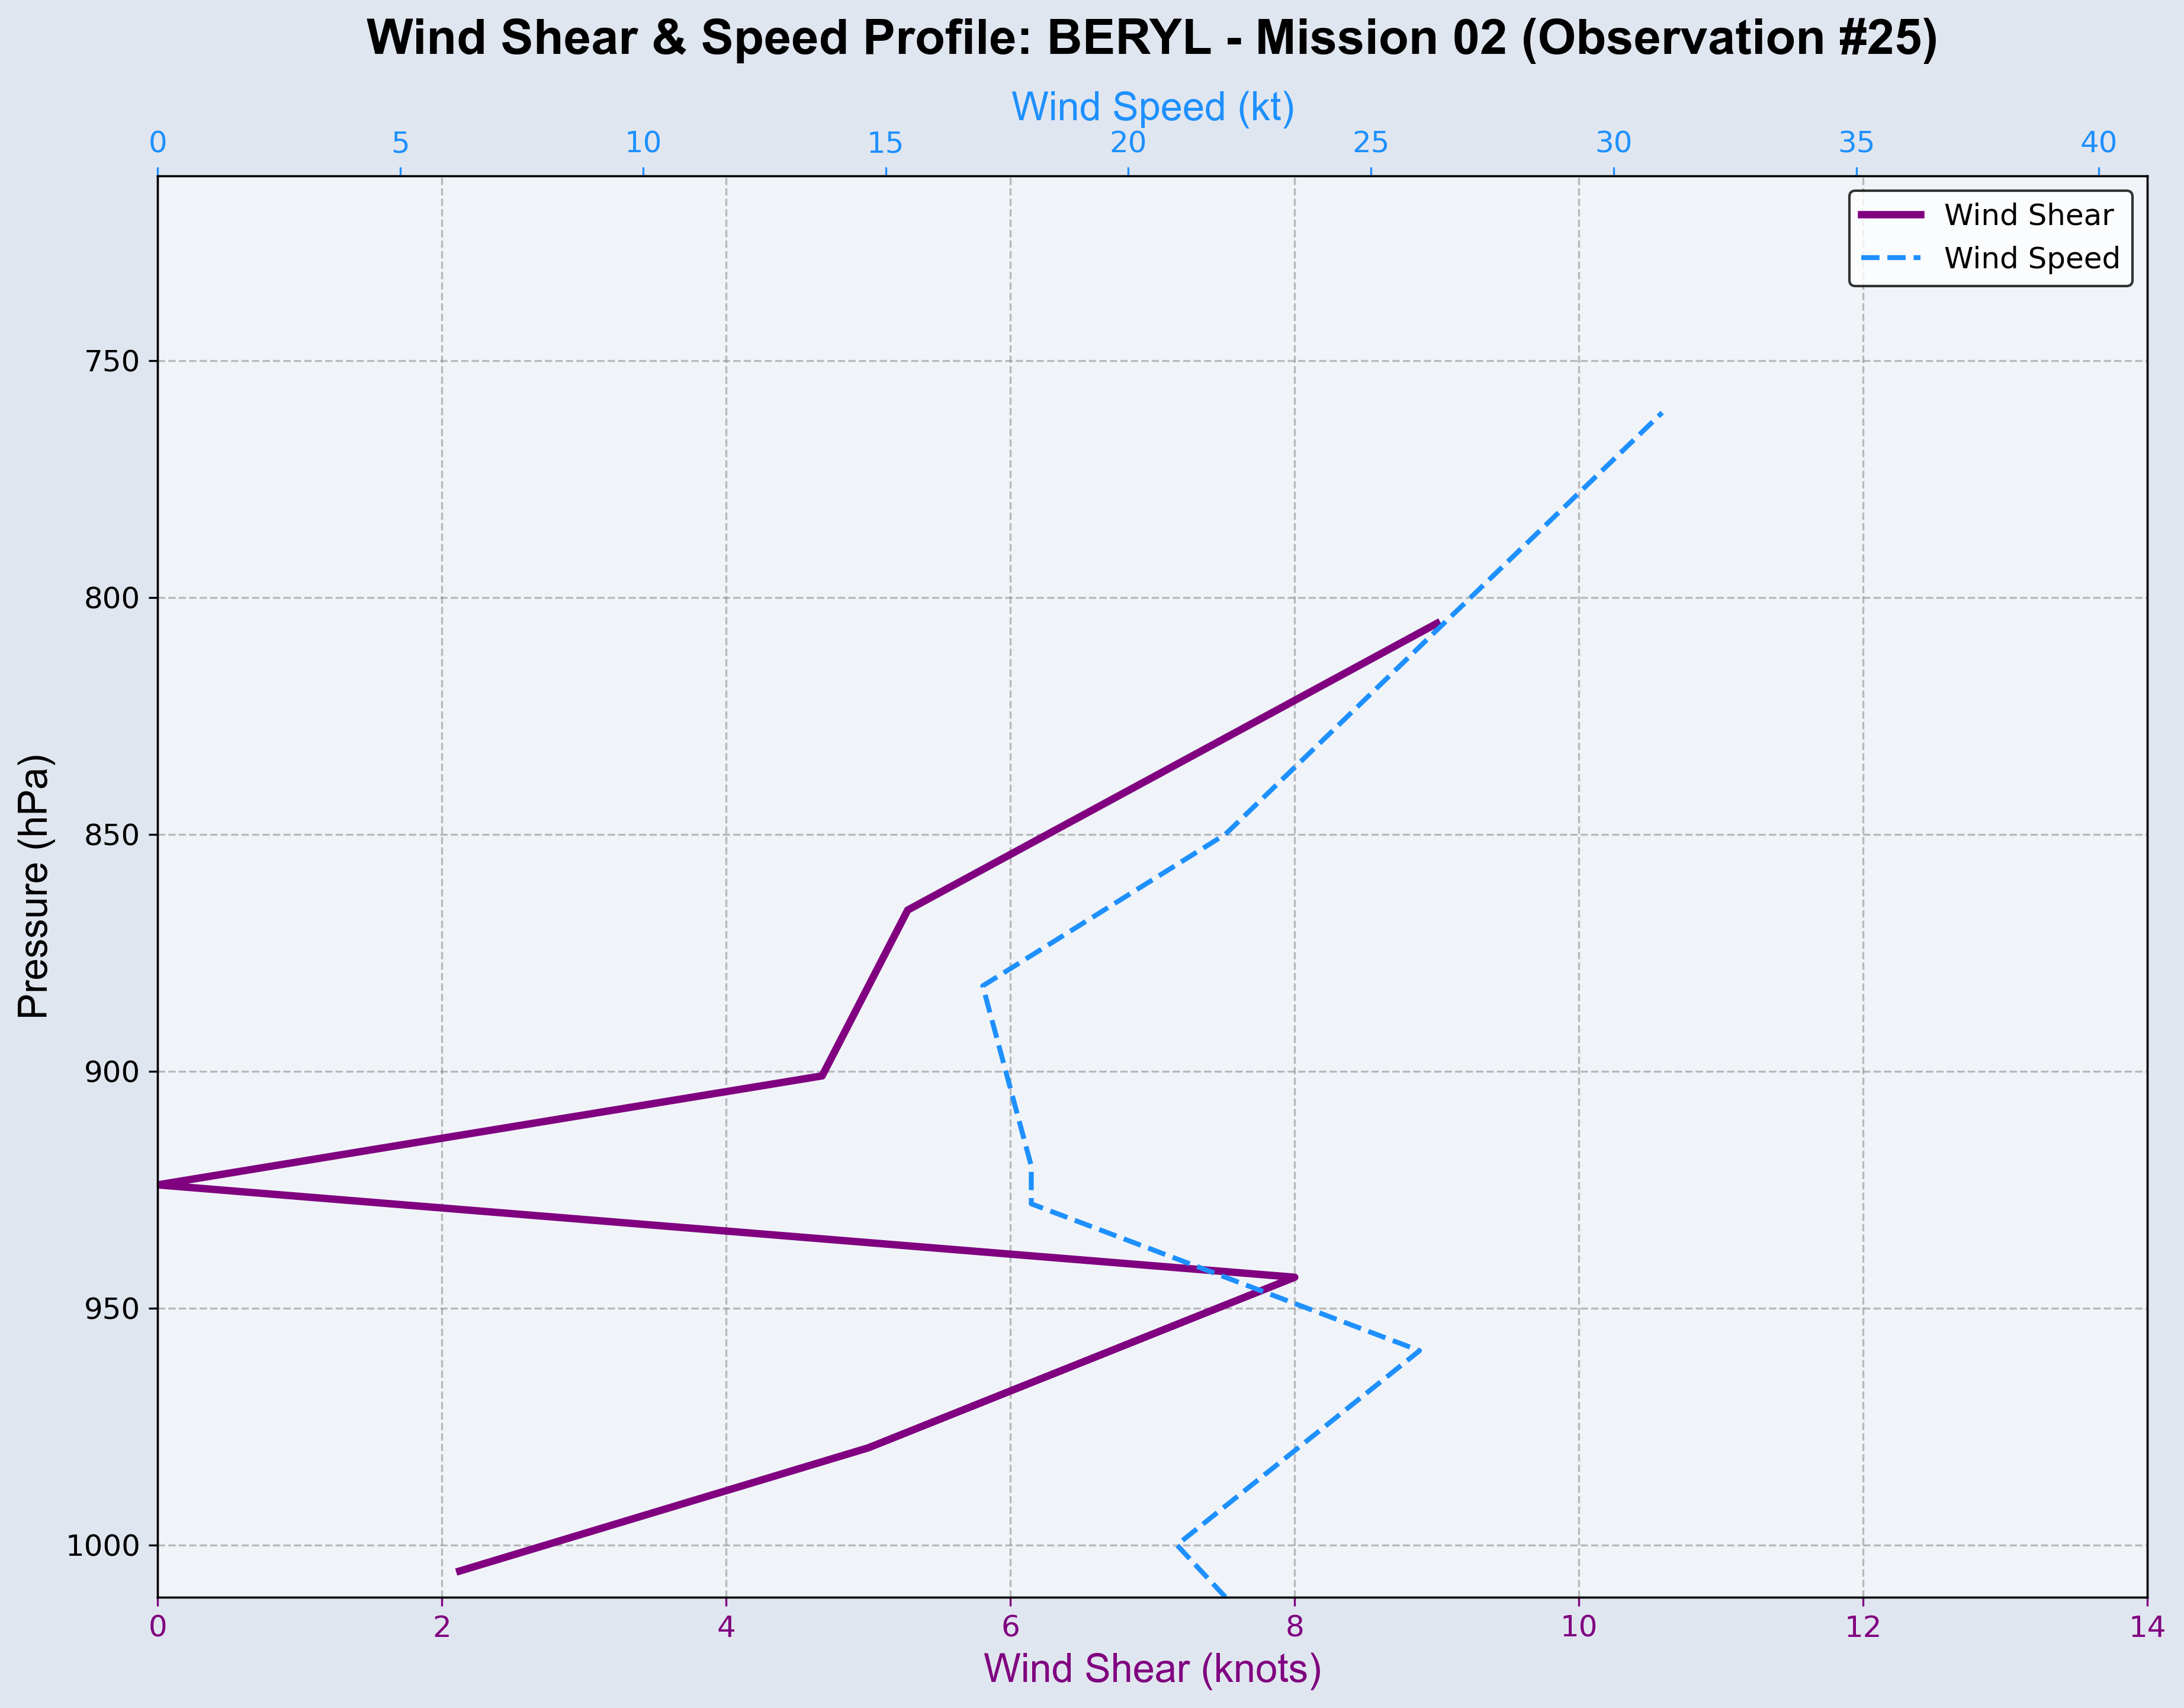 Wind Shear & Speed Profile: BERYL - Mission 02 (Observation #25)
Wind Speed (kt)
0 5 10 15 20 25 30 35 40
Wind Shear
Wind Speed
Pressure (hPa)
750
800
850
900
950
1000
0 2 4 6 8 10 12 14
Wind Shear (knots)